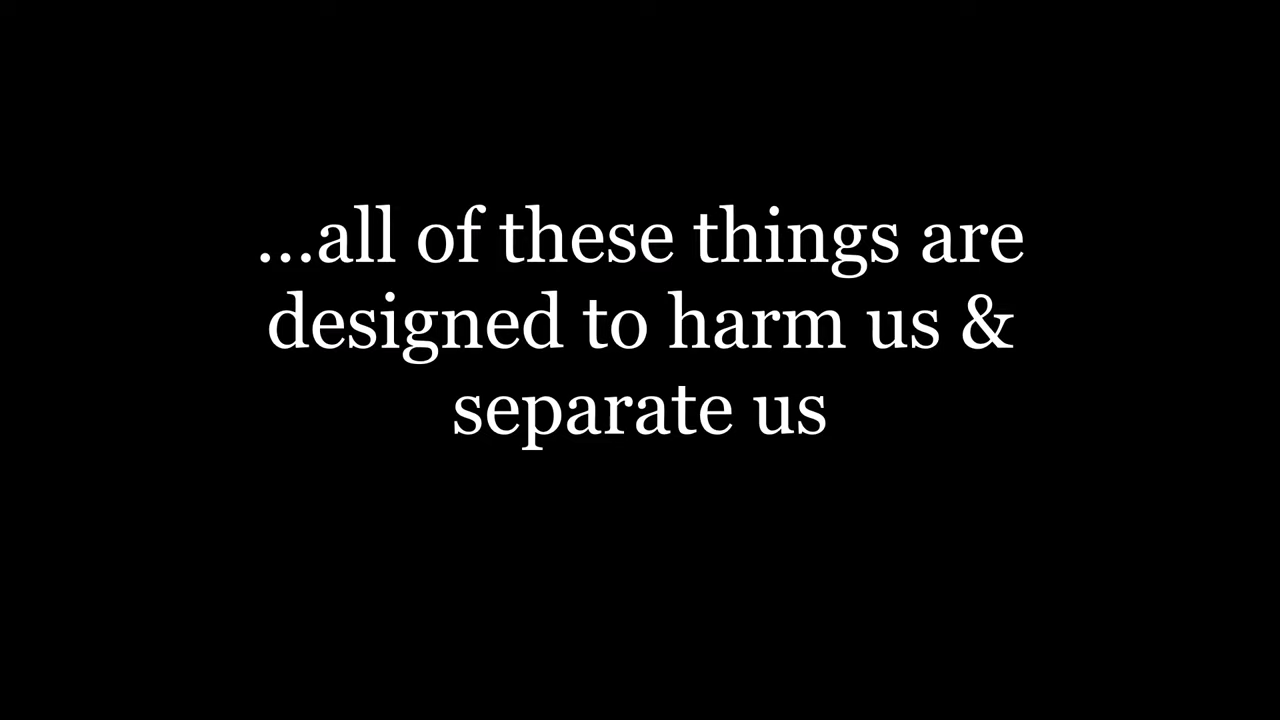 ...all of these things are
designed to harm us &
separate us